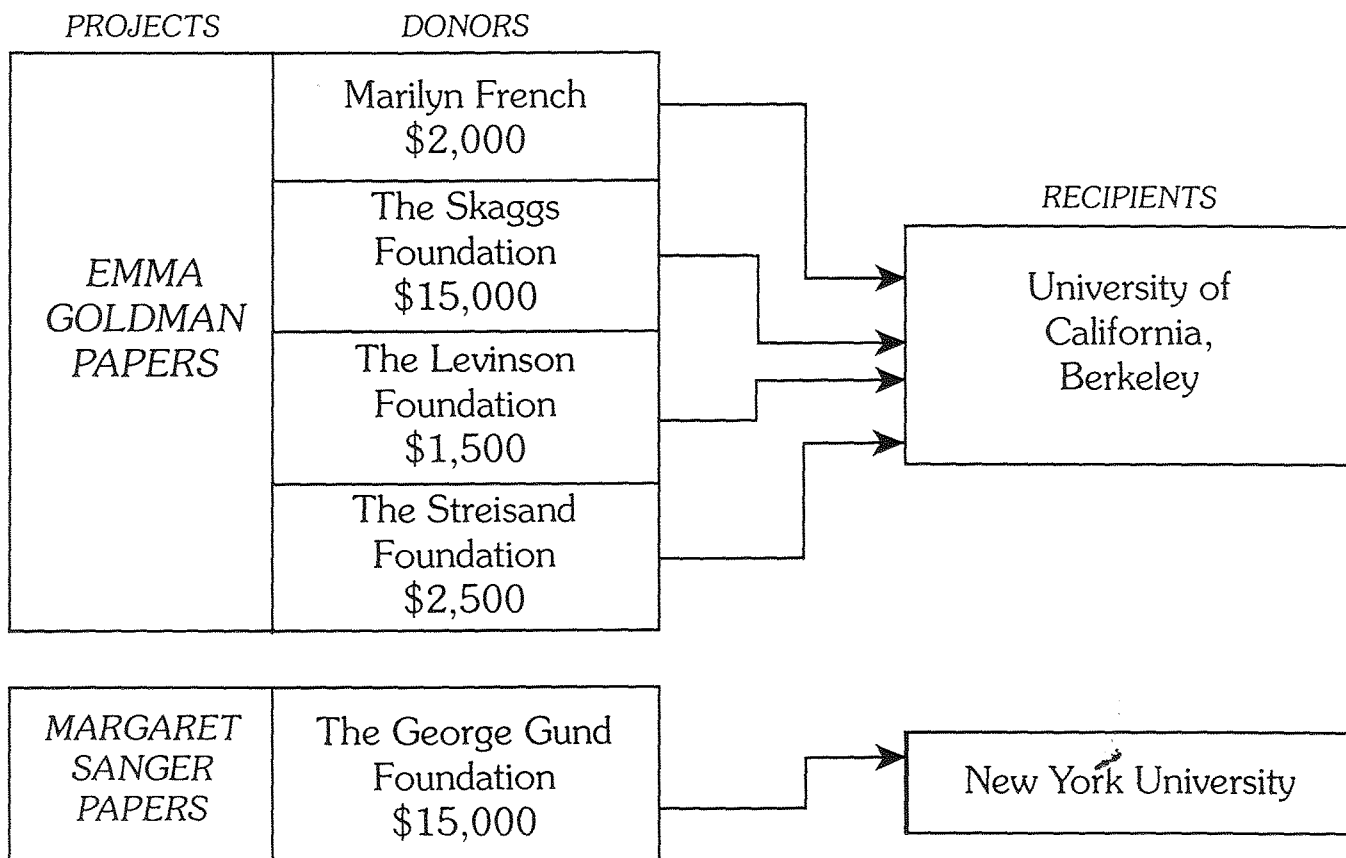 PROJECTS
DONORS
EMMA
GOLDMAN
PAPERS
Marilyn French
$2,000
The Skaggs
Foundation
$15,000
The Levinson
Foundation
$1,500
The Streisand
Foundation
$2,500
RECIPIENTS
University of
California,
Berkeley
MARGARET
SANGER
PAPERS
The George Gund
Foundation
$15,000
New York University